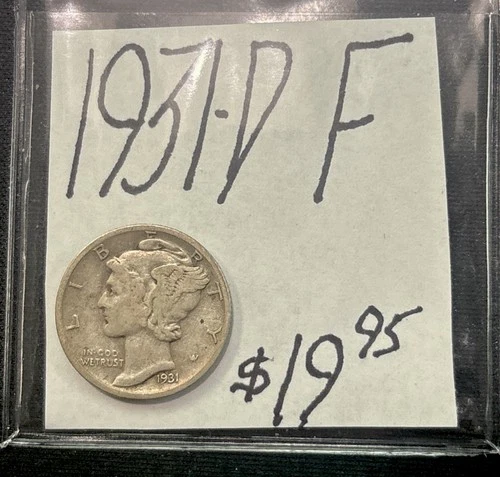 1931-D F
LIBERTY
IN GOD
WE TRUST
1931
$19 95